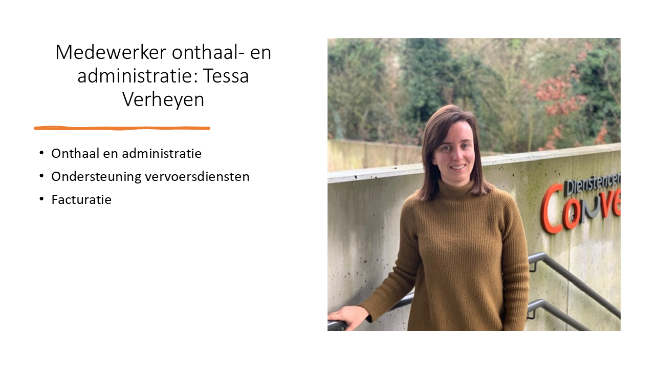 Medewerker onthaal- en
administratie: Tessa
Verheyen
• Onthaal en administratie
• Ondersteuning vervoersdiensten
• Facturatie